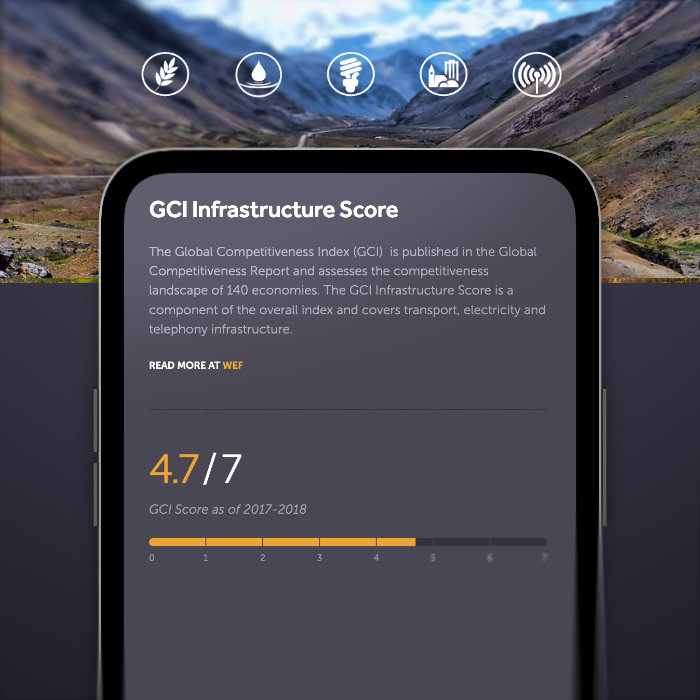 GCI Infrastructure Score
The Global Competitiveness Index (GCI) is published in the Global
Competitiveness Report and assesses the competitiveness
landscape of 140 economies. The GCI Infrastructure Score is a
component of the overall index and covers transport, electricity and
telephony infrastructure.
READ MORE AT WEF
4.7/7
GCI Score as of 2017-2018
0 1 2 3 4 5 6 7